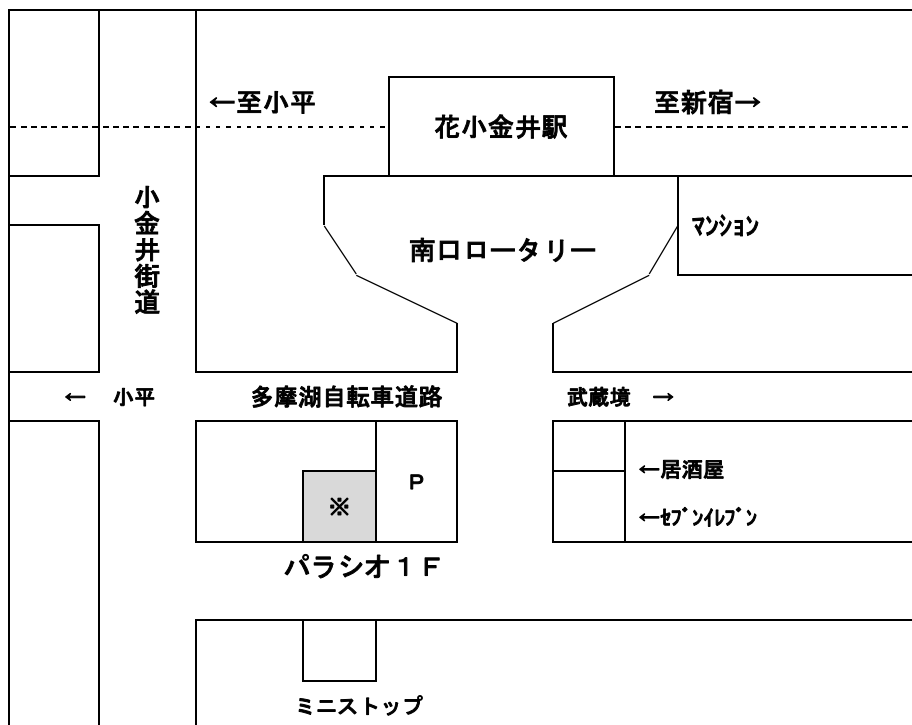 ←至小平
至新宿→
花小金井駅
小金井街道
マンション
南口ロータリー
← 小平
多摩湖自転車道路
武蔵境 →
←居酒屋
P
※
←ｾﾌﾞﾝｲﾚﾌﾞﾝ
パラシオ１Ｆ
ミニストップ